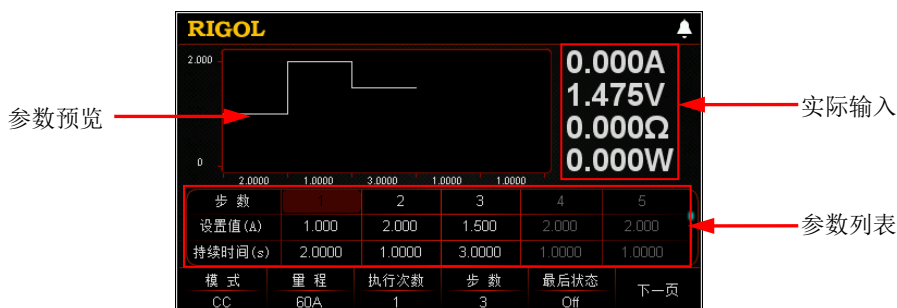 RIGOL
2.000
0
2.0000 1.0000 3.0000 1.0000 1.0000
0.000A
1.475V
0.000Ω
0.000W
参数预览
实际输入
步 数 1 2 3 4 5
设置值(A) 1.000 2.000 1.500 2.000 2.000
持续时间(s) 2.0000 1.0000 3.0000 1.0000 1.0000
参数列表
模 式 量 程 执行次数 步 数 最后状态 下一页
CC 60A 1 3 Off